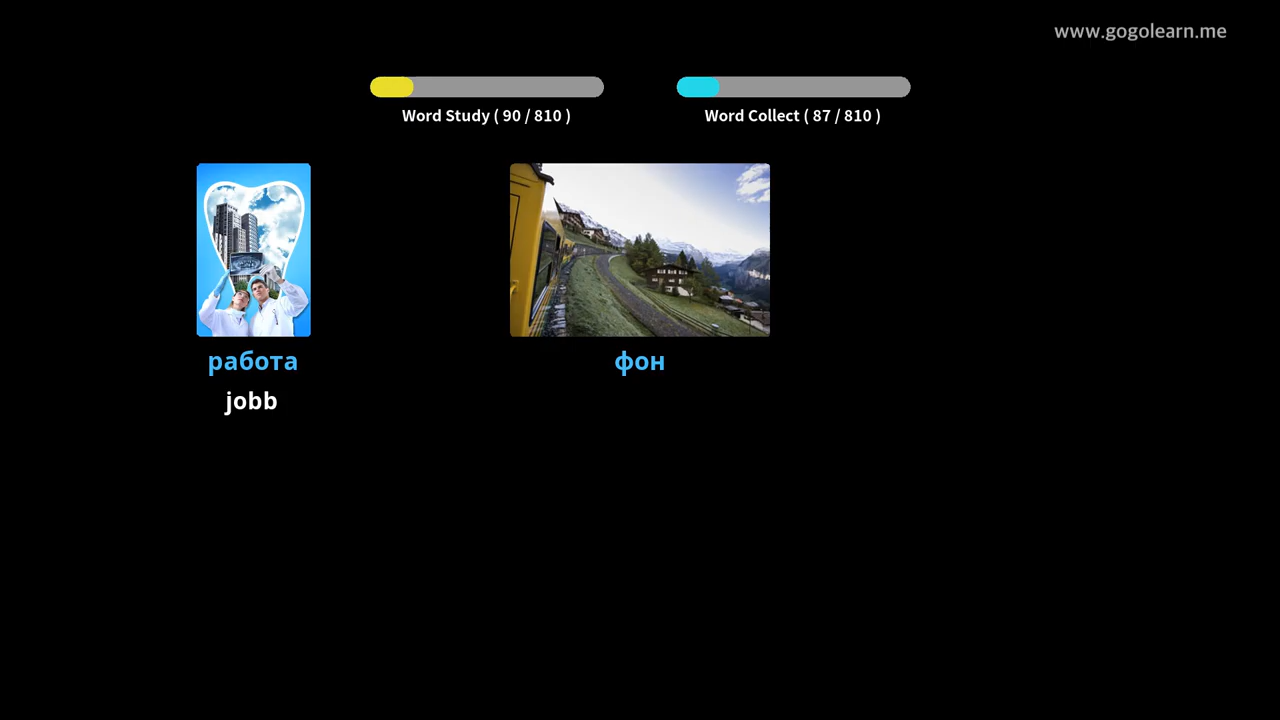 www.gogolearn.me
Word Study ( 90 / 810 )
Word Collect ( 87 / 810 )
работа
фон
jobb